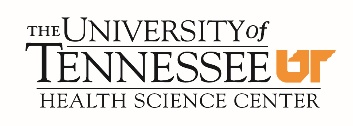 THE UNIVERSITY of
TENNESSEE UT
HEALTH SCIENCE CENTER